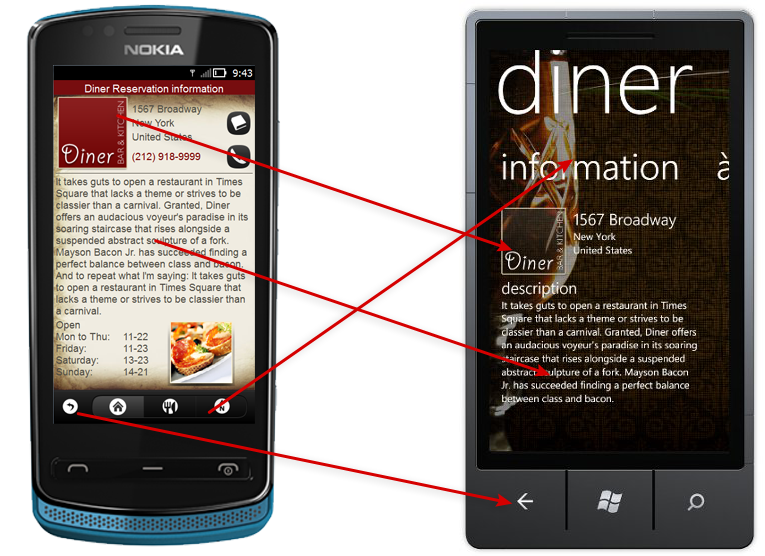 NOKIA
9:43
Diner Reservation information
1567 Broadway
New York
United States
(212) 918-9999
Diner
BAR & KITCHEN
It takes guts to open a restaurant in Times
Square that lacks a theme or strives to be
classier than a carnival. Granted, Diner
offers an audacious voyeur's paradise in its
soaring staircase that rises alongside a
suspended abstract sculpture of a fork.
Mayson Bacon Jr. has succeeded finding a
perfect balance between class and bacon.
And to repeat what I'm saying: It takes guts
to open a restaurant in Times Square that
lacks a theme or strives to be classier than
a carnival.
Open
Mon to Thu: 11-22
Friday: 11-23
Saturday: 13-23
Sunday: 14-21
N
diner
information à
Diner
BAR & KITCHEN
1567 Broadway
New York
United States
description
It takes guts to open a restaurant in Times
Square that lacks a theme or strives to be
classier than a carnival. Granted, Diner offers
an audacious voyeur's paradise in its soaring
staircase that rises alongside a suspended
abstract sculpture of a fork. Mayson Bacon
Jr. has succeeded finding a perfect balance
between class and bacon.